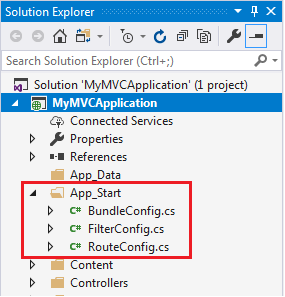 Solution Explorer
Search Solution Explorer (Ctrl+;)
Solution 'MyMVCApplication' (1 project)
MyMVCApplication
Connected Services
Properties
References
App_Data
App_Start
C# BundleConfig.cs
C# FilterConfig.cs
C# RouteConfig.cs
Content
Controllers